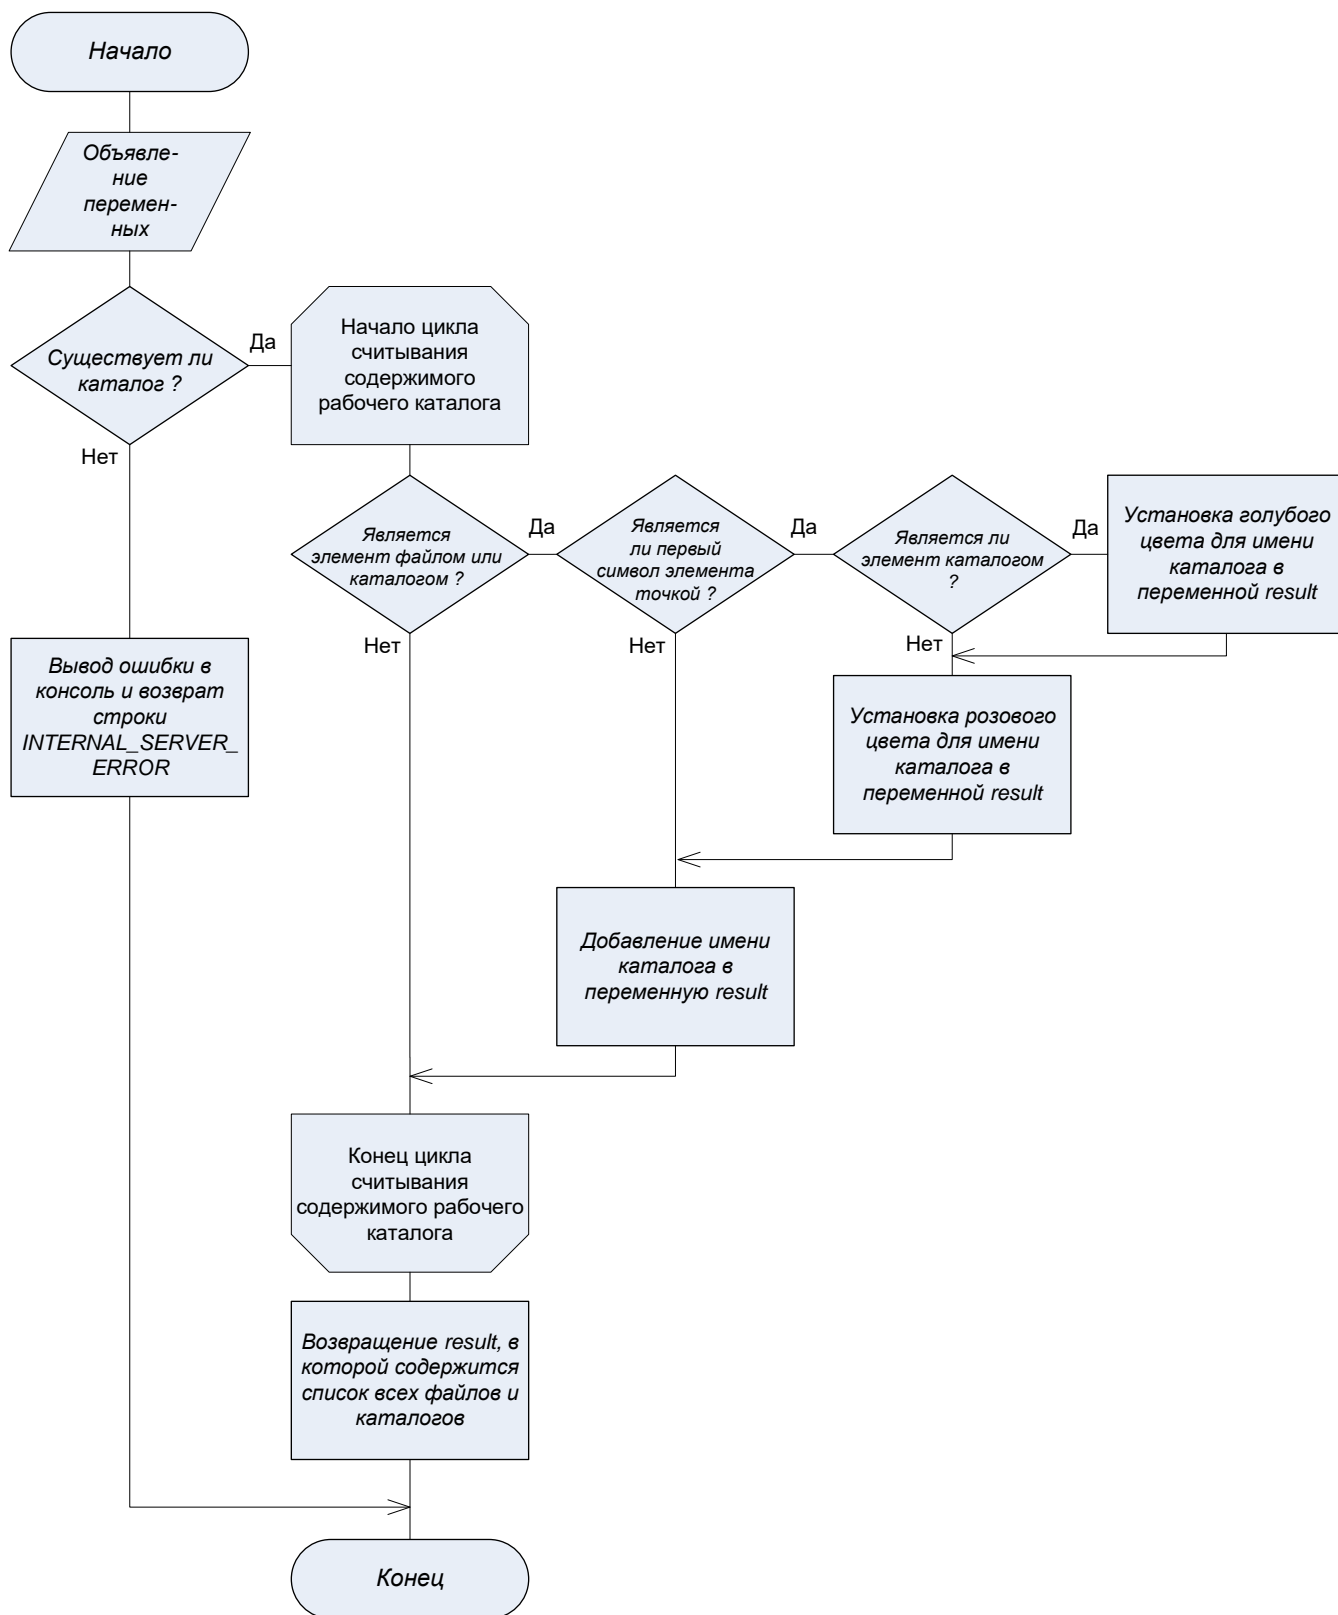 Начало
Объявле-
ние
перемен-
ных
Существует ли
каталог ?
Да
Нет
Начало цикла
считывания
содержимого
рабочего каталога
Является
элемент файлом или
каталогом ?
Да
Нет
Является
ли первый
символ элемента
точкой ?
Да
Нет
Является ли
элемент каталогом
?
Да
Нет
Установка голубого
цвета для имени
каталога в
переменной result
Вывод ошибки в
консоль и возврат
строки
INTERNAL_SERVER_
ERROR
Установка розового
цвета для имени
каталога в
переменной result
Добавление имени
каталога в
переменную result
Конец цикла
считывания
содержимого рабочего
каталога
Возвращение result, в
которой содержится
список всех файлов и
каталогов
Конец